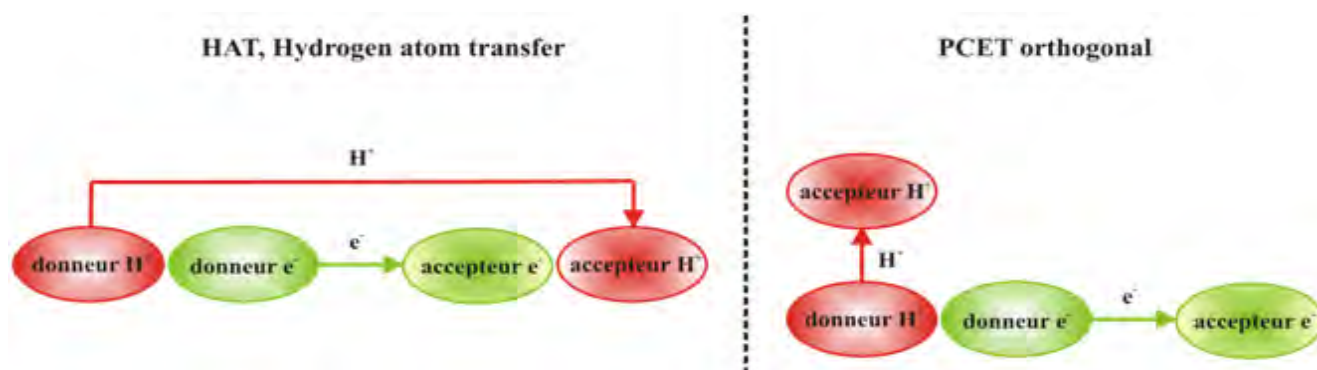 HAT, Hydrogen atom transfer
H⁺
donneur H⁺
donneur e⁻
e⁻
accepteur e⁻
accepteur H⁺
PCET orthogonal
accepteur H⁺
H⁺
donneur H⁺
donneur e⁻
e⁻
accepteur e⁻